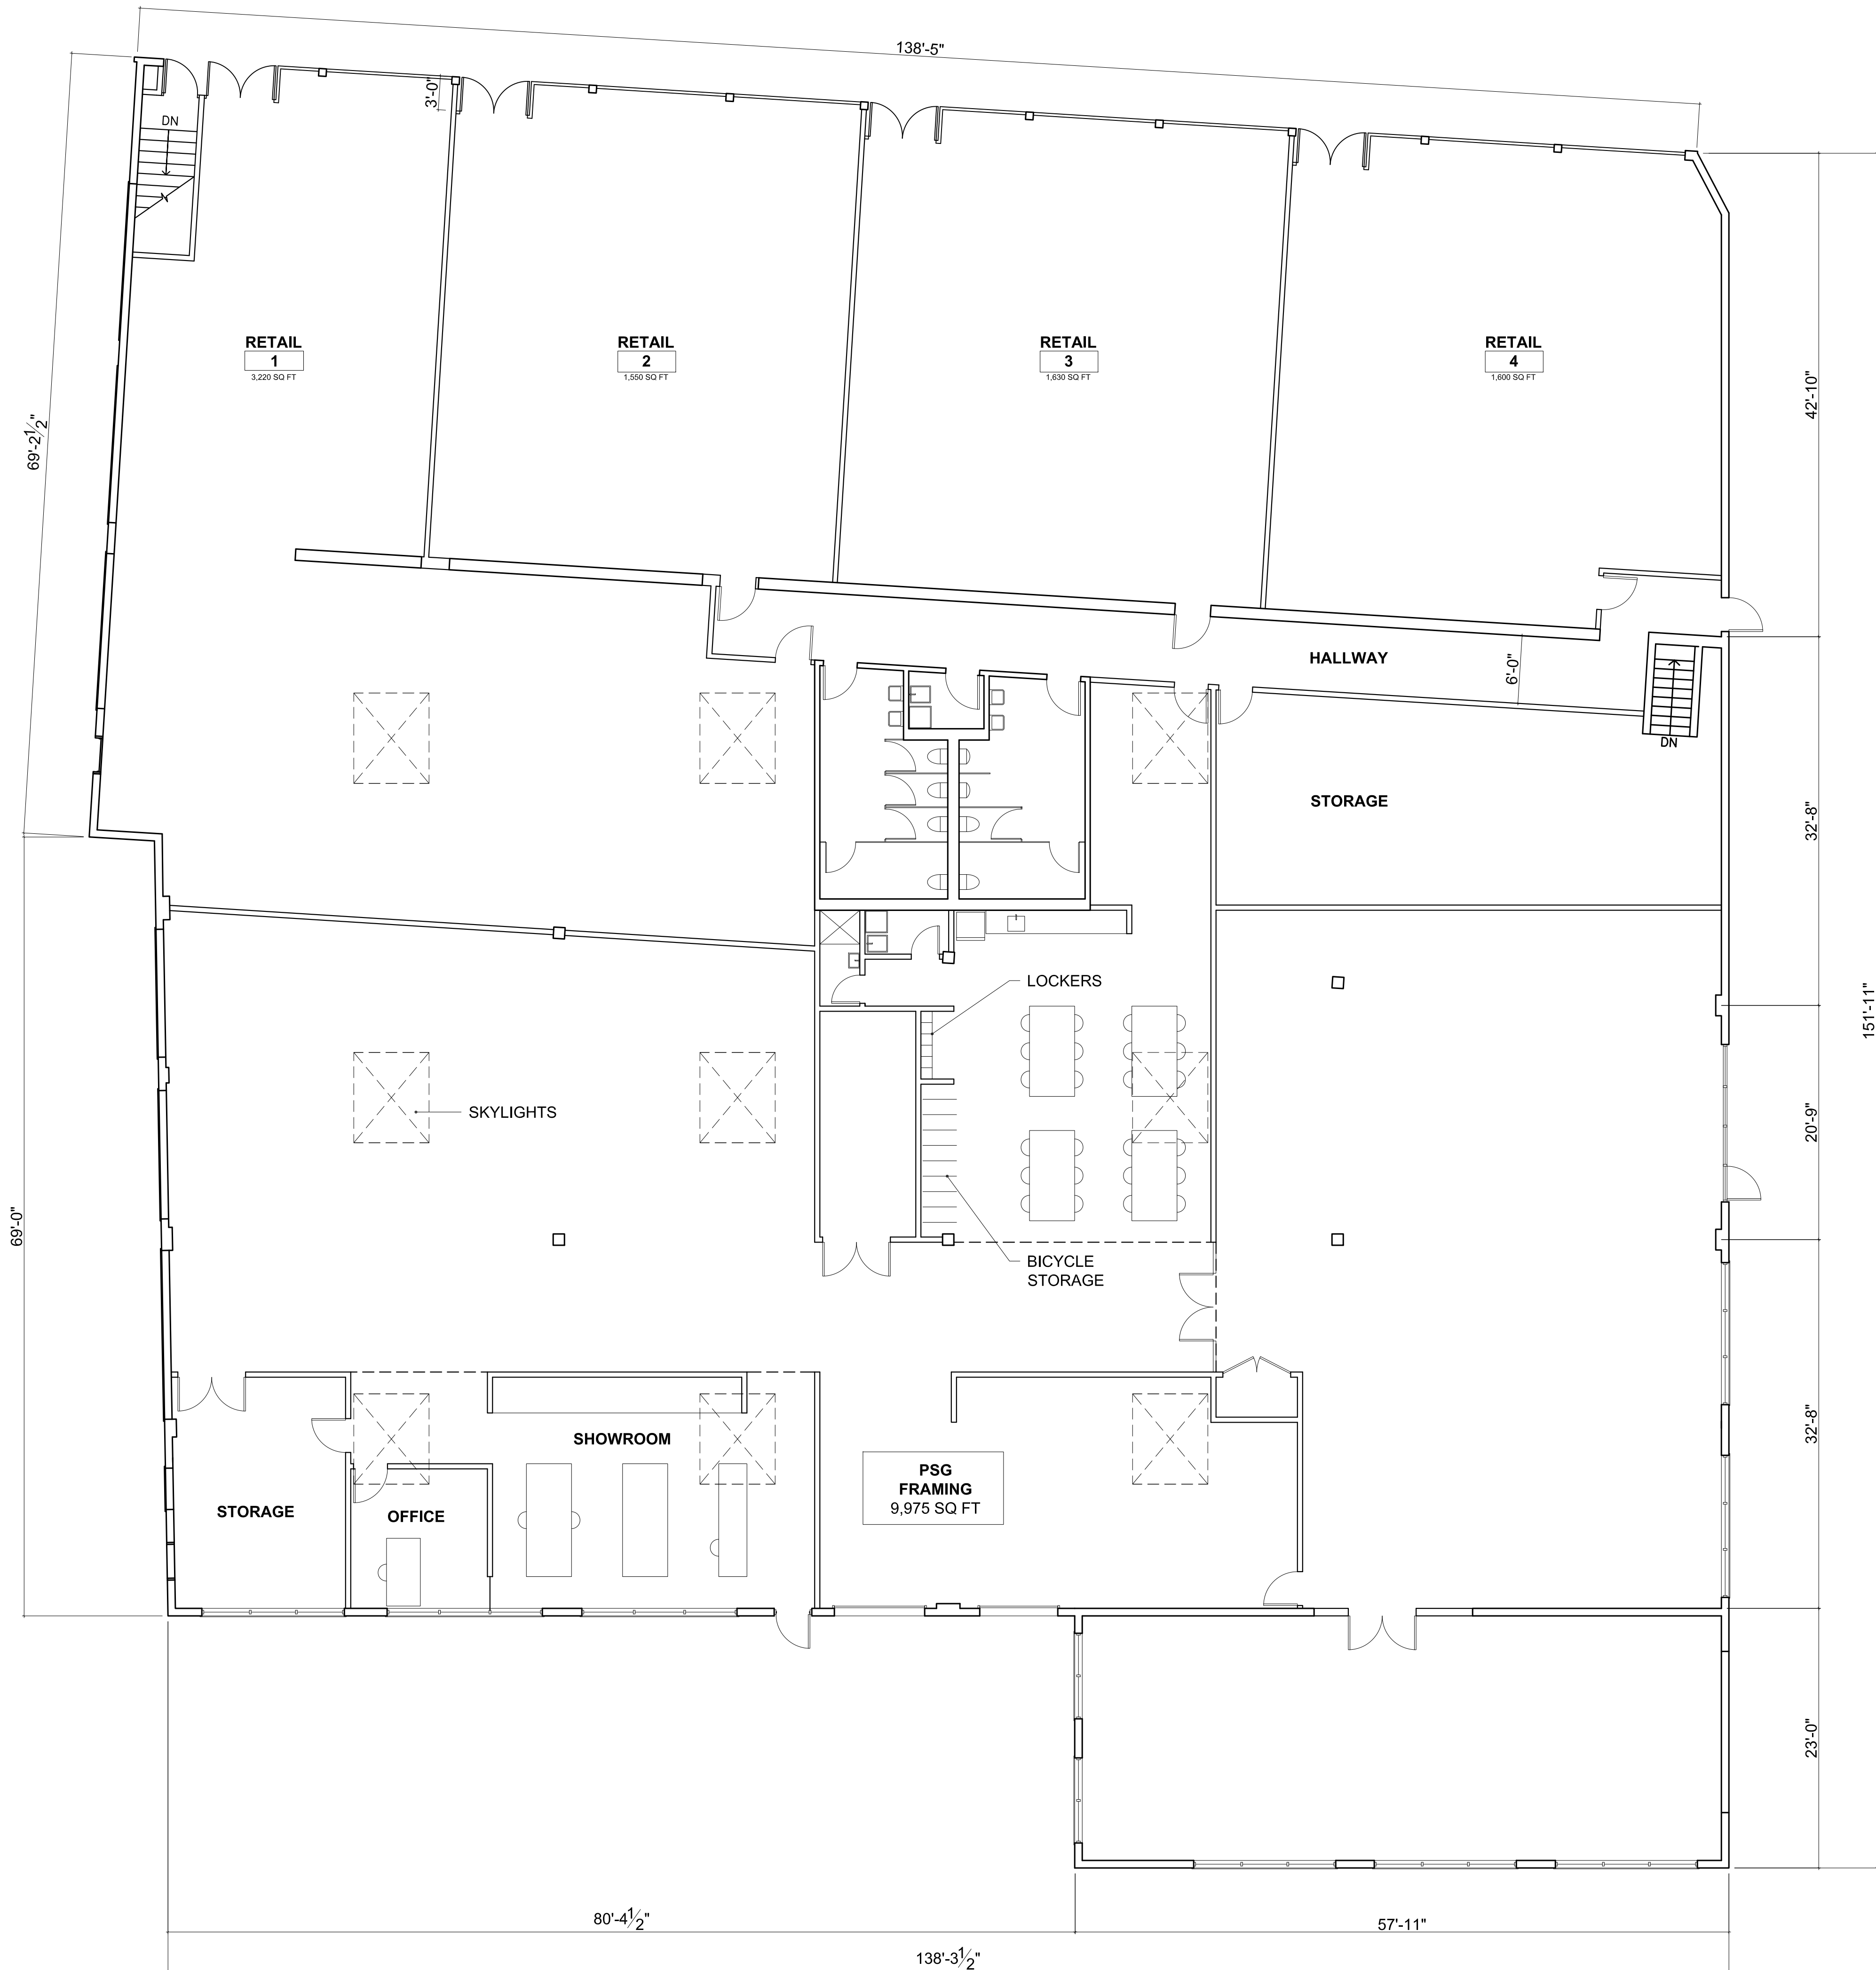 138'-5"
3'-0"
DN
RETAIL
1
3,220 SQ FT
RETAIL
2
1,550 SQ FT
RETAIL
3
1,630 SQ FT
RETAIL
4
1,600 SQ FT
69'-2 1/2"
42'-10"
HALLWAY
6'-0"
DN
STORAGE
32'-8"
LOCKERS
151'-11"
SKYLIGHTS
20'-9"
69'-0"
BICYCLE
STORAGE
SHOWROOM
32'-8"
PSG
FRAMING
9,975 SQ FT
STORAGE
OFFICE
23'-0"
80'-4 1/2"
57'-11"
138'-3 1/2"